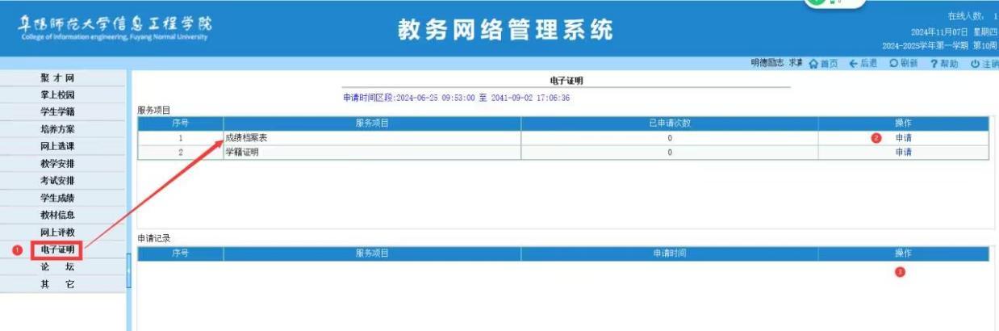 阜阳师范大学信息工程学院
College of information engineering, Fuyang Normal University
教务网络管理系统
在线人数: 1
2024年11月07日 星期四
2024-2025学年第一学期 第10周
明德励志 求 首页 后退 刷新 帮助 注销
聚才网
掌上校园
学生学籍
培养方案
网上选课
教学安排
考试安排
学生成绩
教材信息
网上评教
1 电子证明
论 坛
其 它
电子证明
申请时间区段:2024-06-25 09:53:00 至 2041-09-02 17:06:36
服务项目
序号 服务项目 已申请次数 操作
1 成绩档案表 0 2 申请
2 学籍证明 0 申请
申请记录
序号 服务项目 申请时间 操作
3